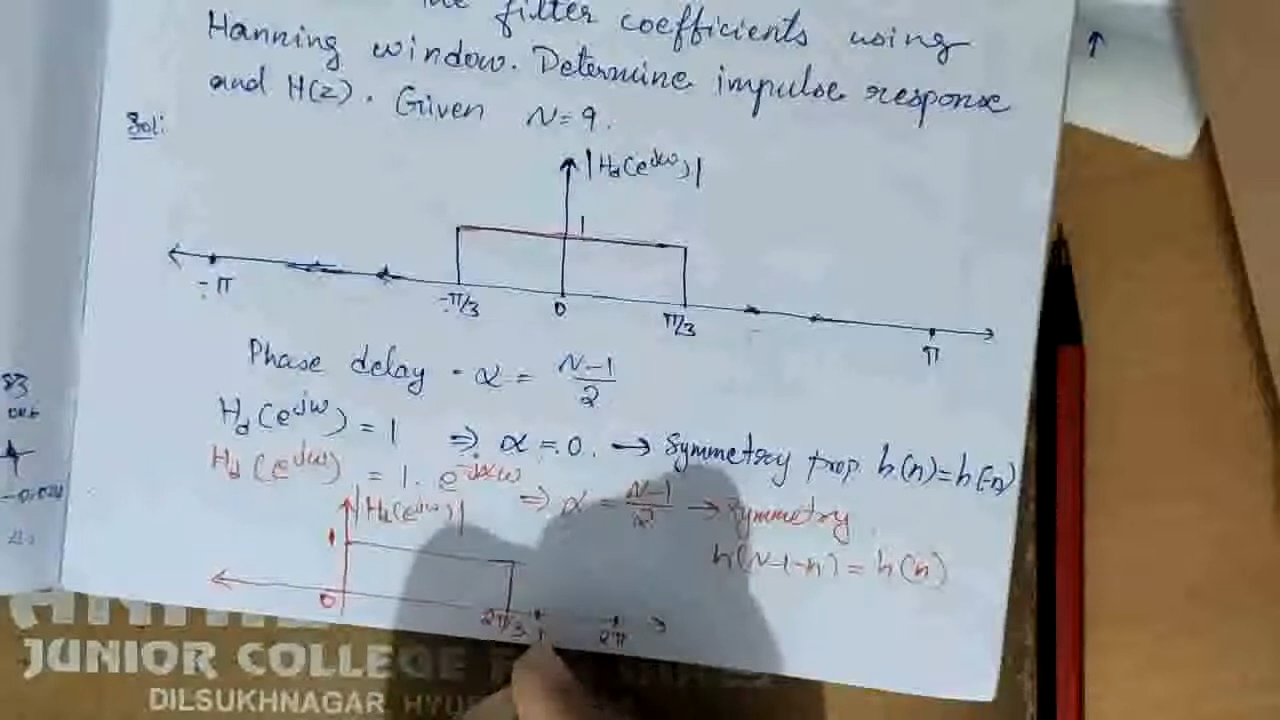 The filter coefficients using
Hanning window. Determine impulse response
and H(z). Given N=9.
Sol:
|Hd(e^jω)|
1
-π
-π/3
0
π/3
π
Phase delay - α = (N-1)/2
Hd(e^jω) = 1 ⇒ α = 0. → Symmetry prop. h(n)=h(-n)
Hd(e^jω) = 1. e^-jαω ⇒ α = (N-1)/2 → Symmetry
h(N-1-n) = h(n)
|Hd(e^jω)|
1
0
2π/3
2π
JUNIOR COLLEGE F
DILSUKHNAGAR, HYD